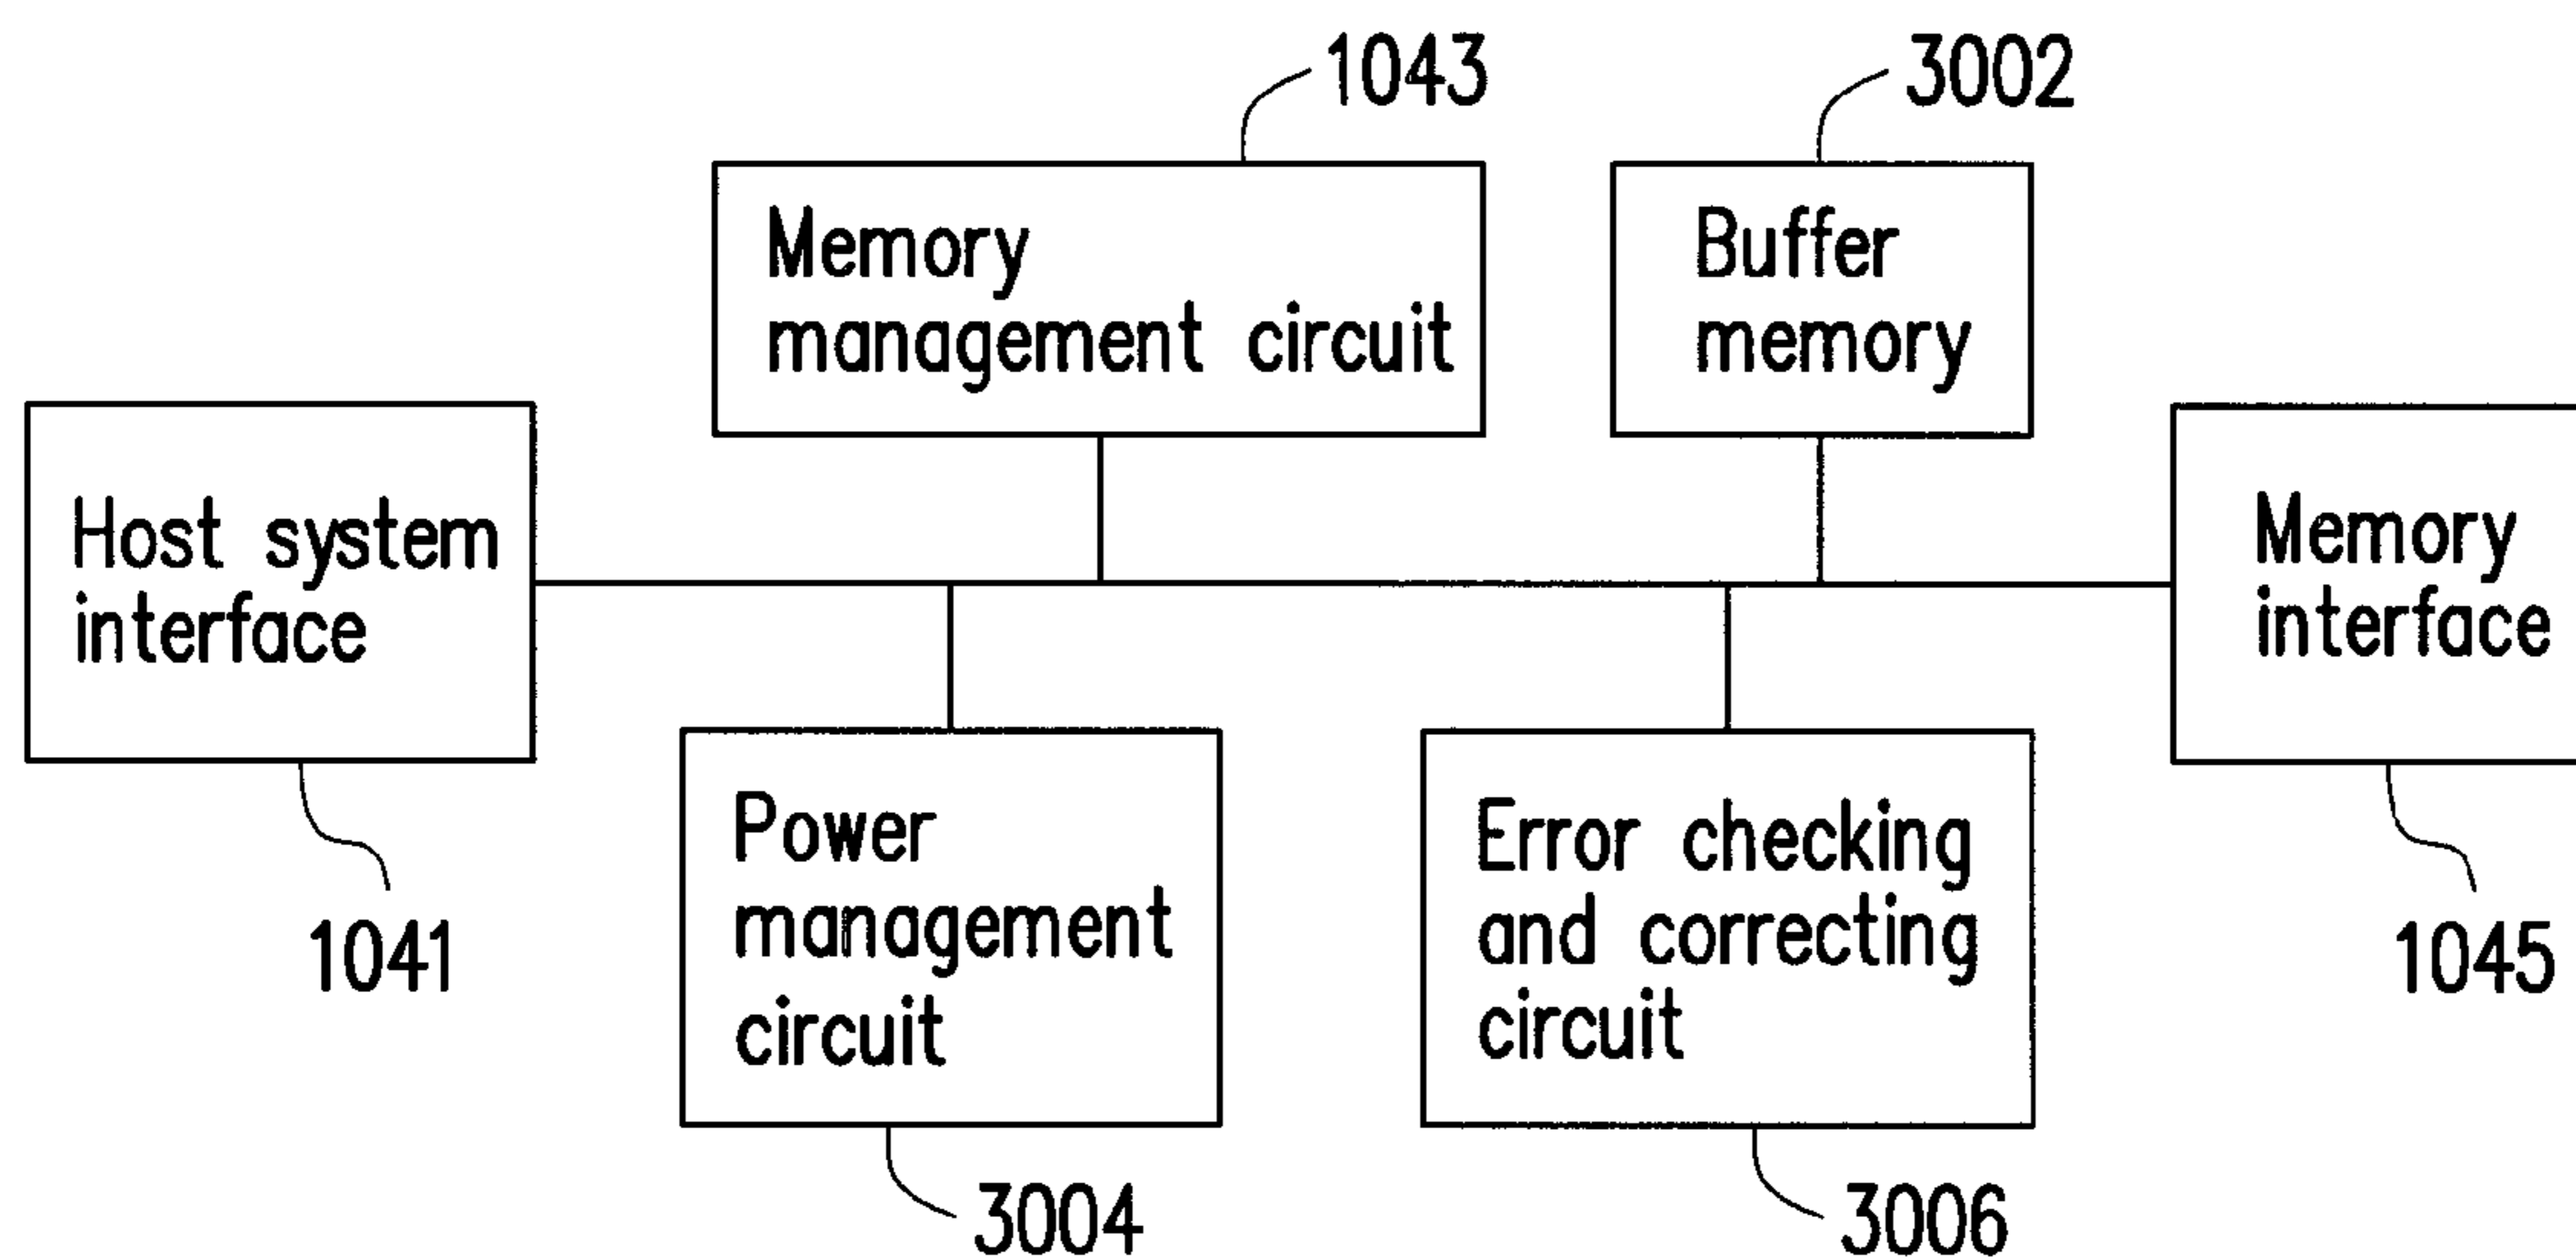 1043
3002
Memory
management circuit
Buffer
memory
Host system
interface
Memory
interface
Power
management
circuit
Error checking
and correcting
circuit
1041
1045
3004
3006